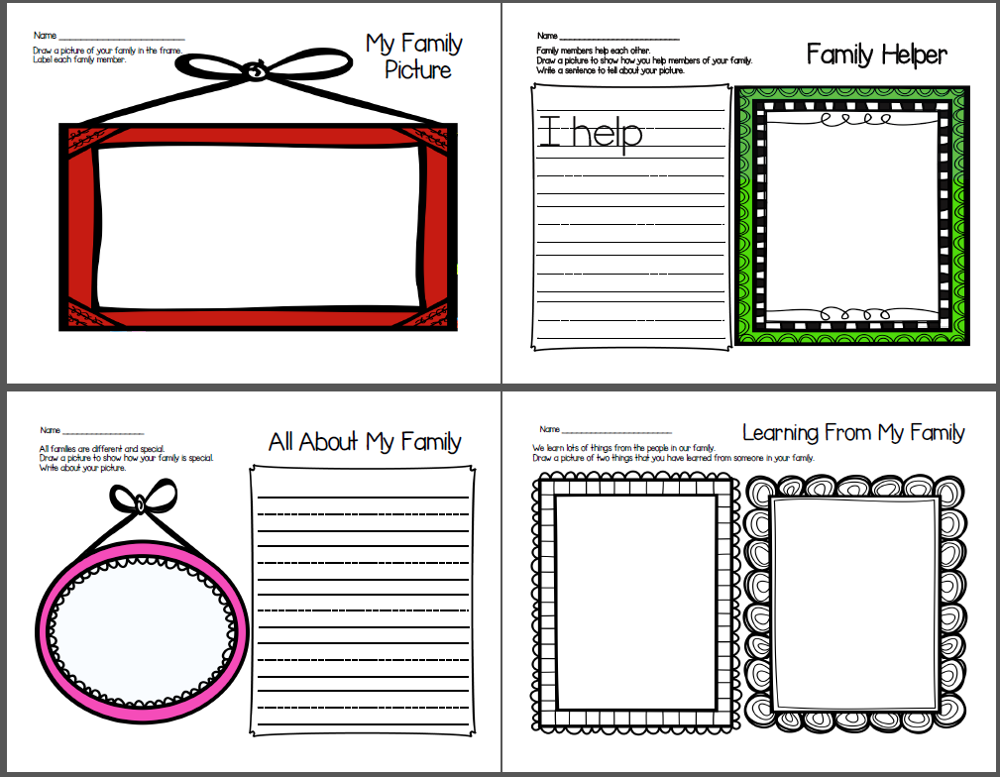 Name ____________________________
Draw a picture of your family in the frame.
Label each family member.
My Family
Picture
Name ____________________________
Family members help each other.
Draw a picture to show how you help members of your family.
Write a sentence to tell about your picture.
Family Helper
I help
Name ____________________
All families are different and special.
Draw a picture to show how your family is special.
Write about your picture.
All About My Family
Name ____________________________
We learn lots of things from the people in our family.
Draw a picture of two things that you have learned from someone in your family.
Learning From My Family